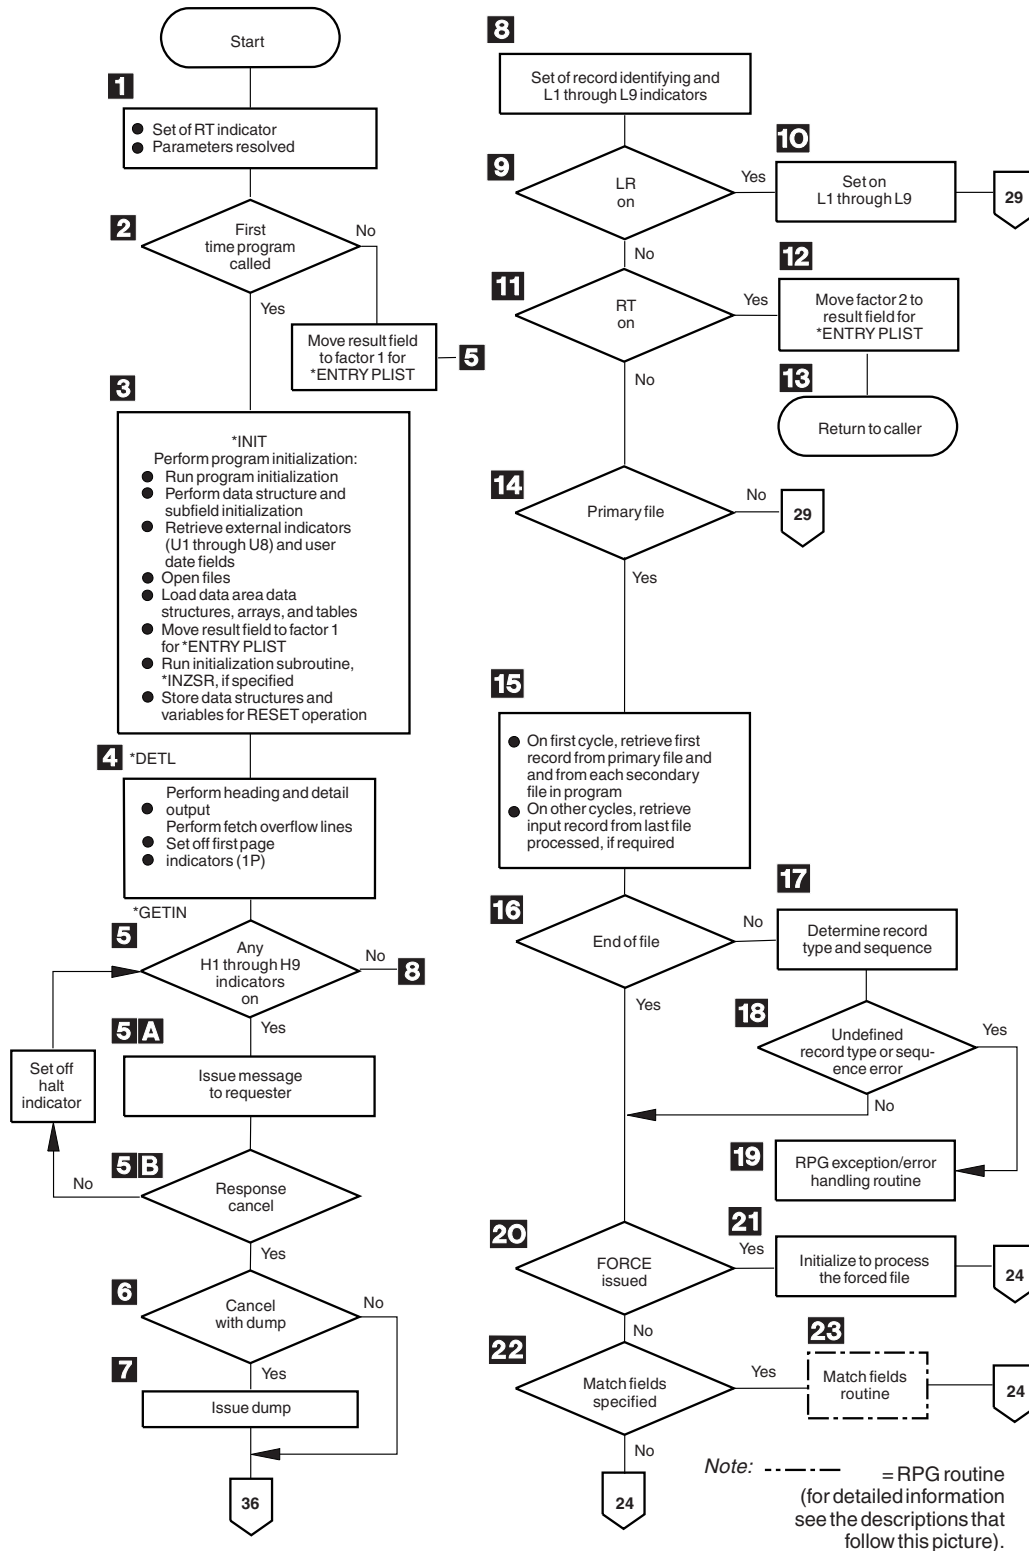 Start
1
● Set of RT indicator
● Parameters resolved
2
First
time program
called
No
Yes
Move result field
to factor 1 for
*ENTRY PLIST
5
3
*INIT
Perform program initialization:
● Run program initialization
● Perform data structure and
subfield initialization
● Retrieve external indicators
(U1 through U8) and user
date fields
● Open files
● Load data area data
structures, arrays, and tables
● Move result field to factor 1
for *ENTRY PLIST
● Run initialization subroutine,
*INZSR, if specified
● Store data structures and
variables for RESET operation
4 *DETL
Perform heading and detail
● output
Perform fetch overflow lines
● Set off first page
● indicators (1P)
*GETIN
5
Any
H1 through H9
indicators
on
No
8
Yes
5 A
Issue message
to requester
Set off
halt
indicator
5 B
No
Response
cancel
Yes
6
Cancel
with dump
No
Yes
7
Issue dump
36
8
Set of record identifying and
L1 through L9 indicators
9
LR
on
Yes
10
Set on
L1 through L9
29
No
11
RT
on
Yes
12
Move factor 2 to
result field for
*ENTRY PLIST
13
Return to caller
No
14
Primary file
No
29
Yes
15
● On first cycle, retrieve first
record from primary file and
and from each secondary
file in program
● On other cycles, retrieve
input record from last file
processed, if required
16
End of file
No
17
Determine record
type and sequence
Yes
18
Undefined
record type or sequ-
ence error
Yes
No
19
RPG exception/error
handling routine
20
FORCE
issued
Yes
21
Initialize to process
the forced file
24
No
22
Match fields
specified
Yes
23
Match fields
routine
24
No
24
Note:
= RPG routine
(for detailed information
see the descriptions that
follow this picture).